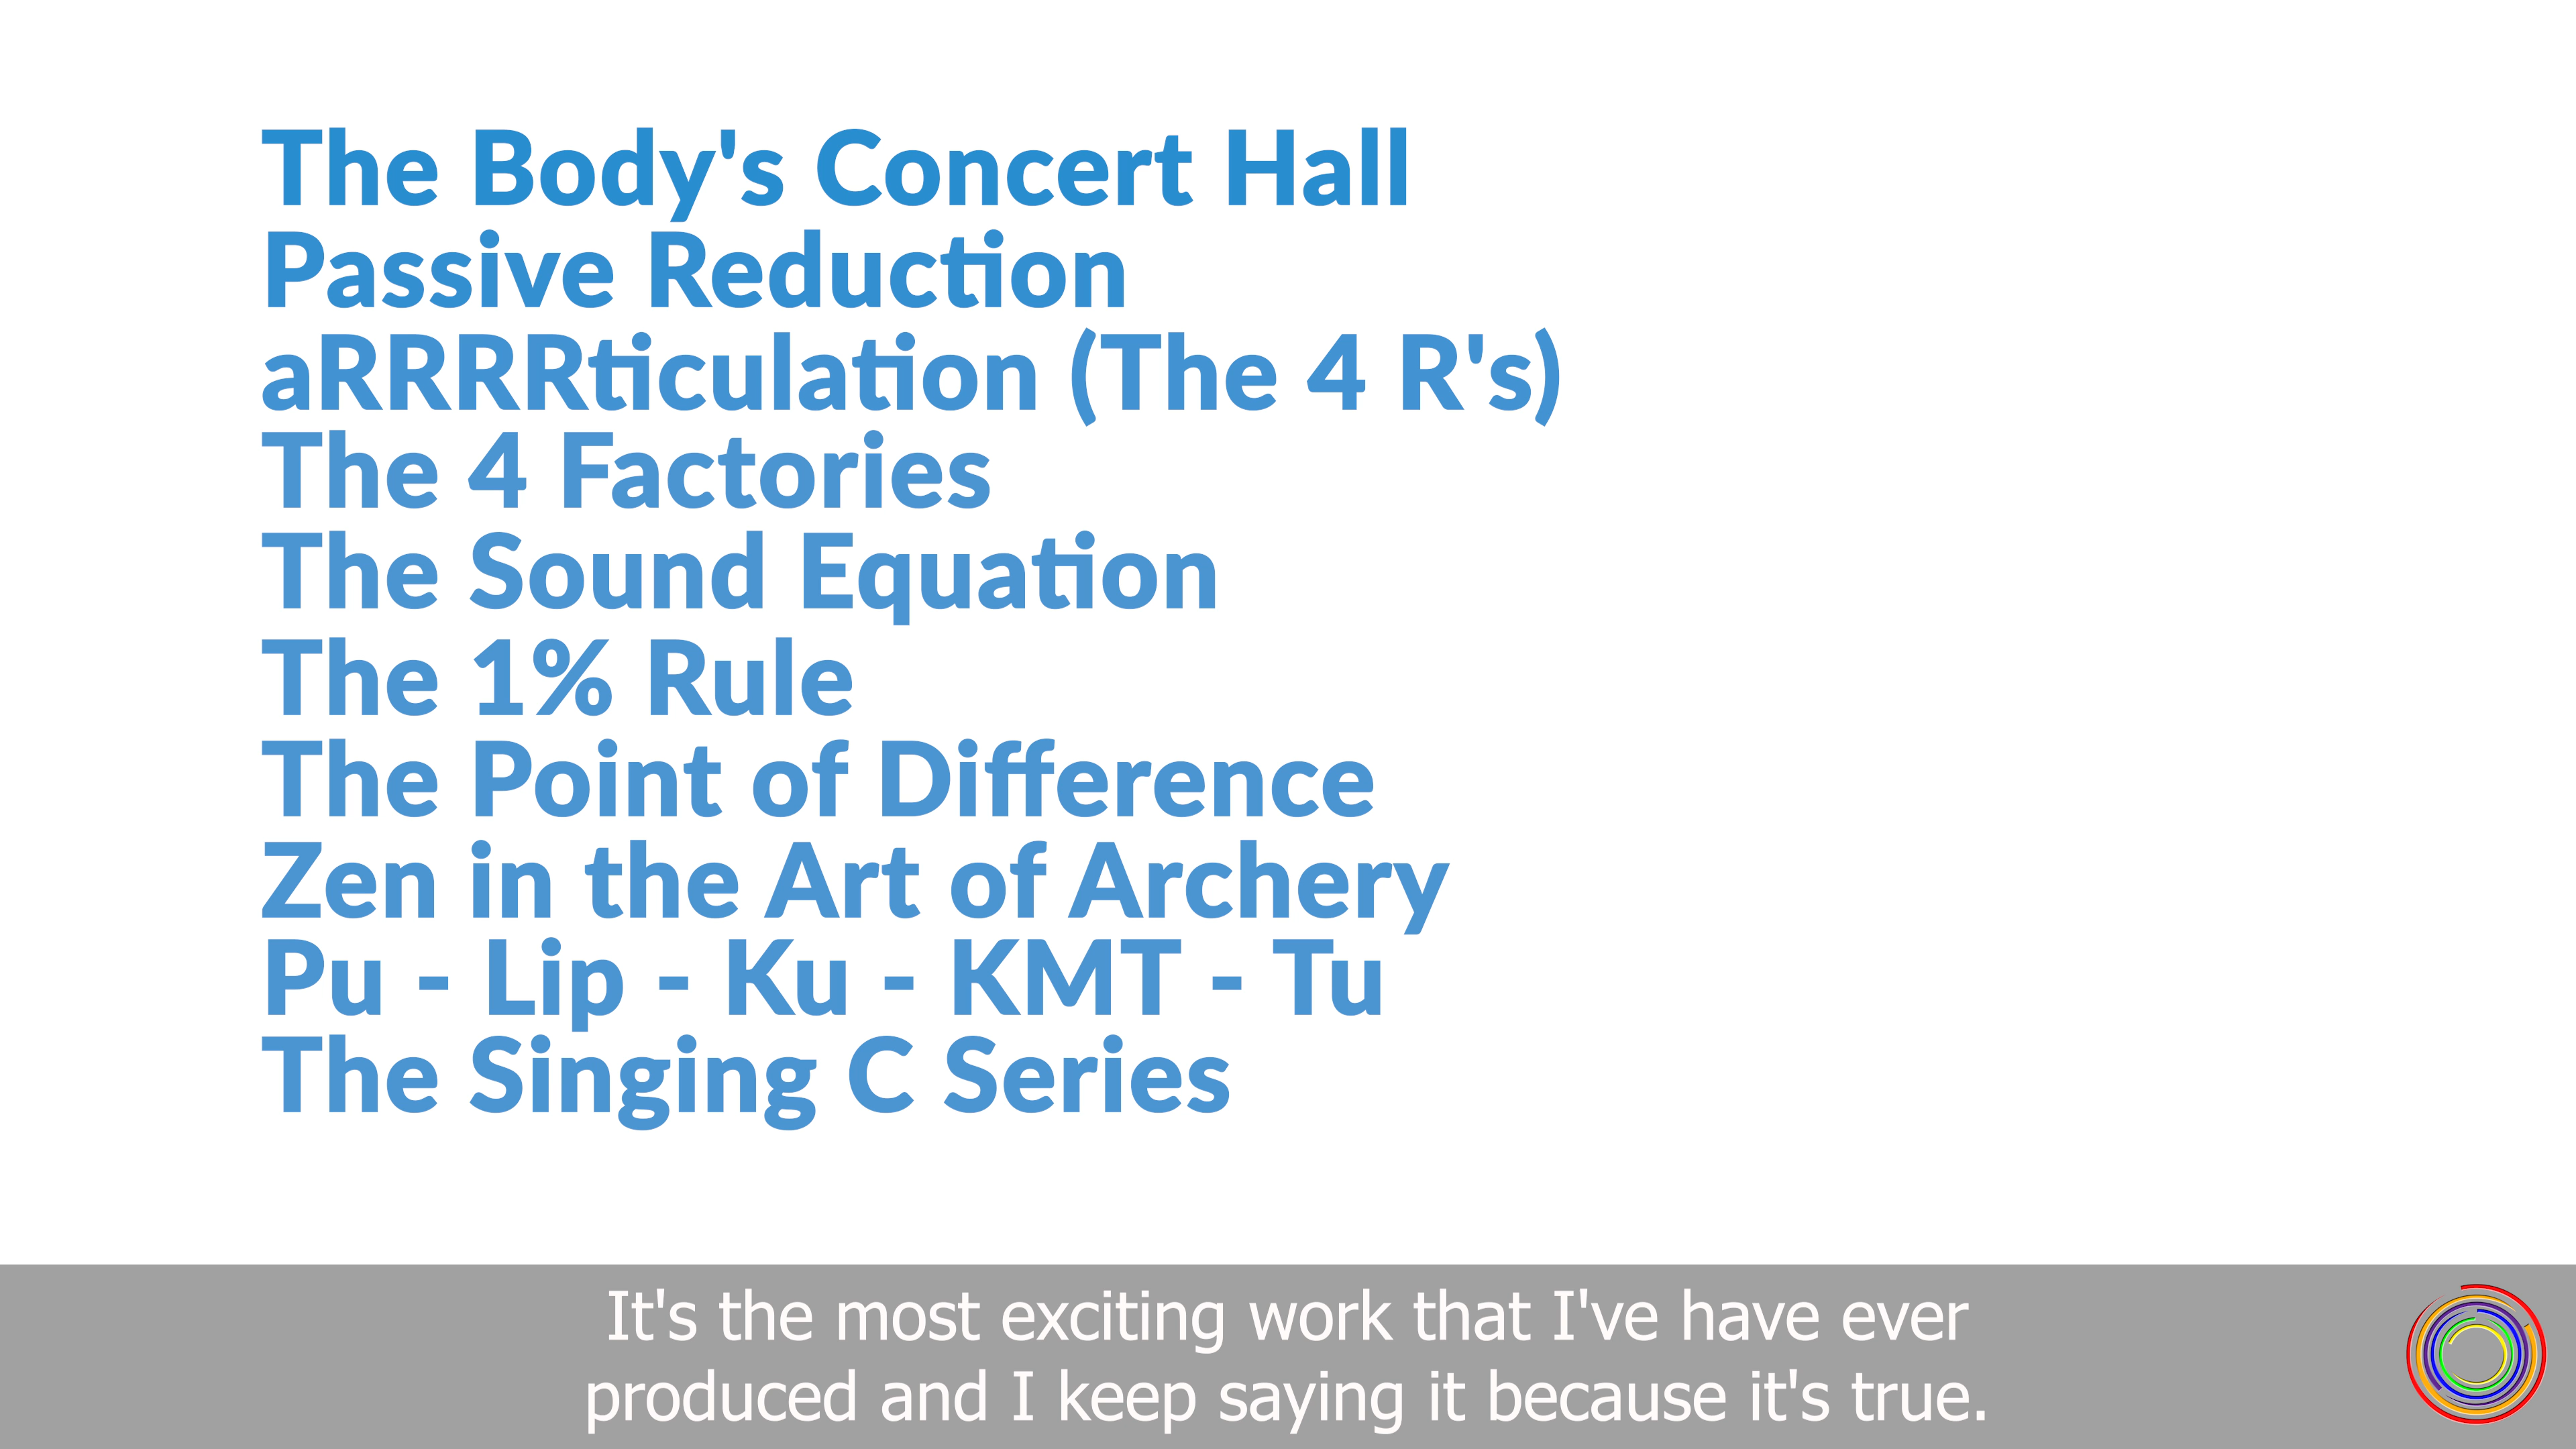 The Body's Concert Hall
Passive Reduction
aRRRRticulation (The 4 R's)
The 4 Factories
The Sound Equation
The 1% Rule
The Point of Difference
Zen in the Art of Archery
Pu - Lip - Ku - KMT - Tu
The Singing C Series
It's the most exciting work that I've have ever
produced and I keep saying it because it's true.